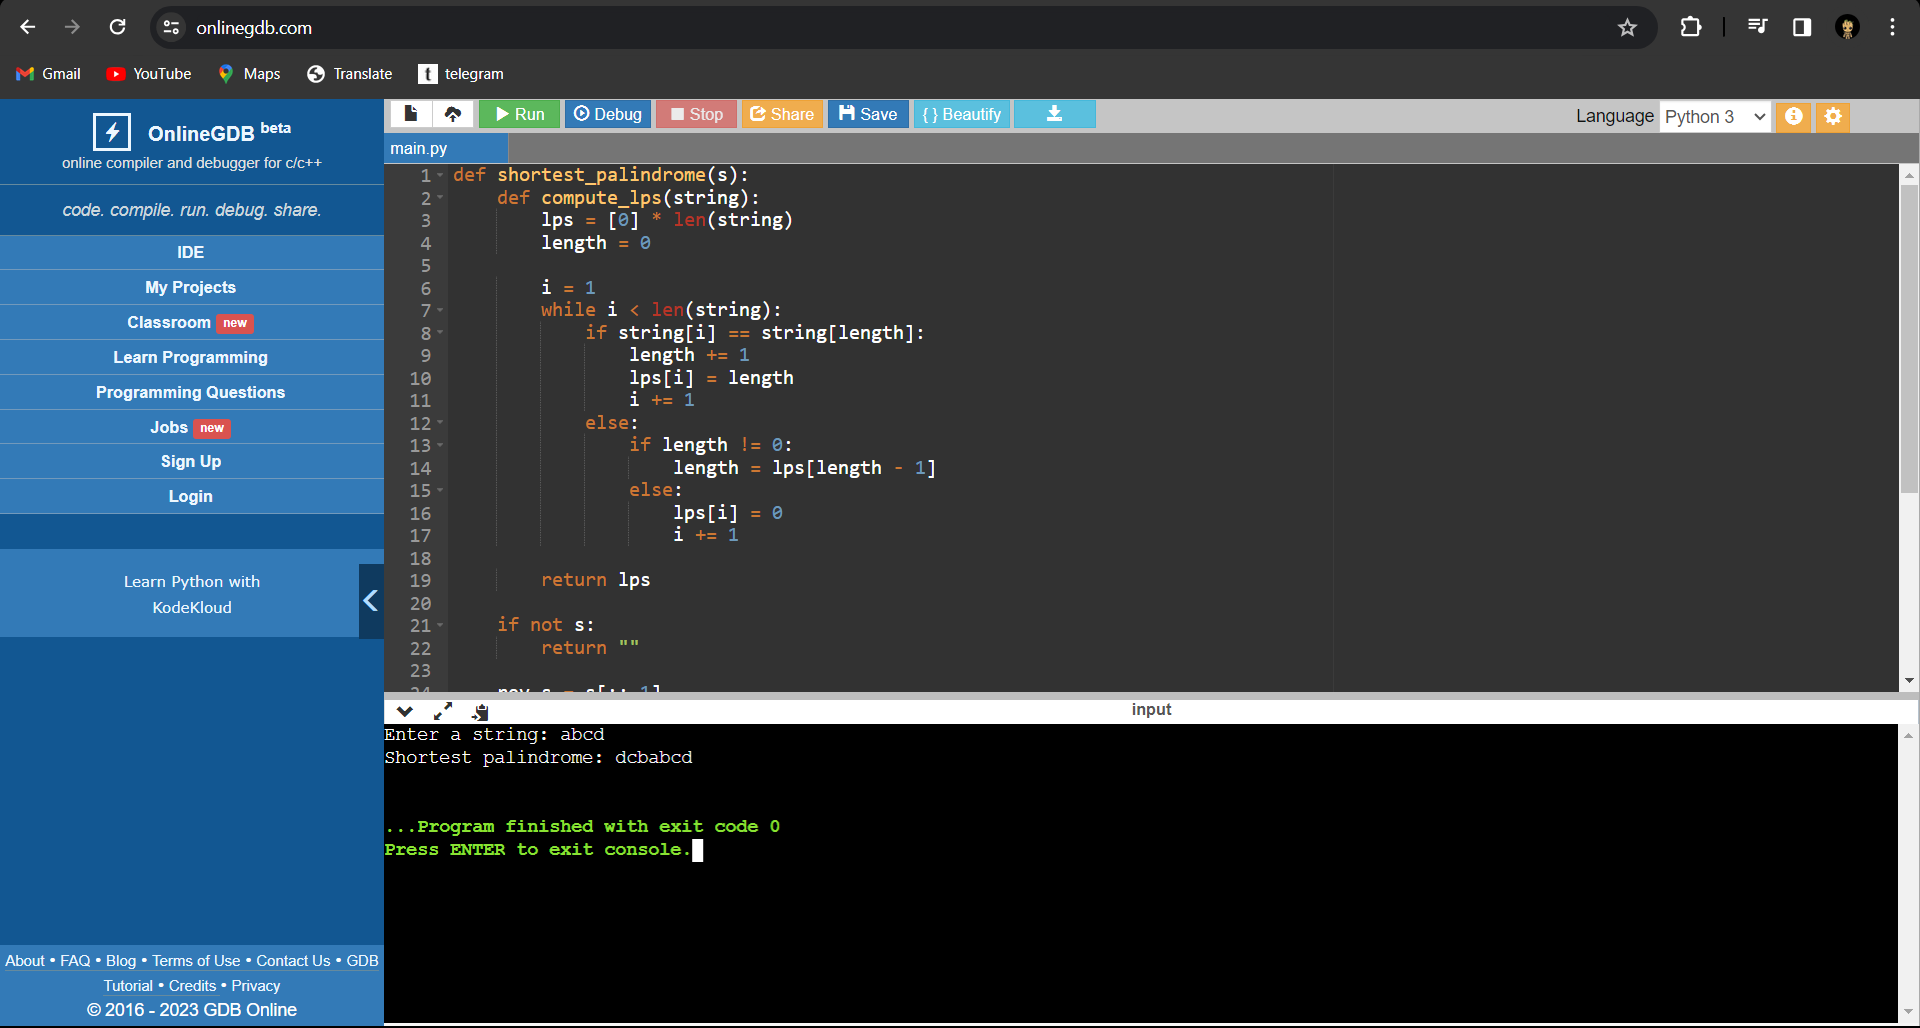 onlinegdb.com
Gmail YouTube Maps Translate t telegram
OnlineGDB beta
online compiler and debugger for c/c++
code. compile. run. debug. share.
IDE
My Projects
Classroom new
Learn Programming
Programming Questions
Jobs new
Sign Up
Login
Learn Python with
KodeKloud
About • FAQ • Blog • Terms of Use • Contact Us • GDB
Tutorial • Credits • Privacy
© 2016 - 2023 GDB Online
Run Debug Stop Share Save { } Beautify
Language Python 3
main.py
1 def shortest_palindrome(s):
2     def compute_lps(string):
3         lps = [0] * len(string)
4         length = 0
5
6         i = 1
7         while i < len(string):
8             if string[i] == string[length]:
9                 length += 1
10                 lps[i] = length
11                 i += 1
12             else:
13                 if length != 0:
14                     length = lps[length - 1]
15                 else:
16                     lps[i] = 0
17                     i += 1
18
19         return lps
20
21     if not s:
22         return ""
23
24     rev_s = s[::-1]
input
Enter a string: abcd
Shortest palindrome: dcbabcd
...Program finished with exit code 0
Press ENTER to exit console.